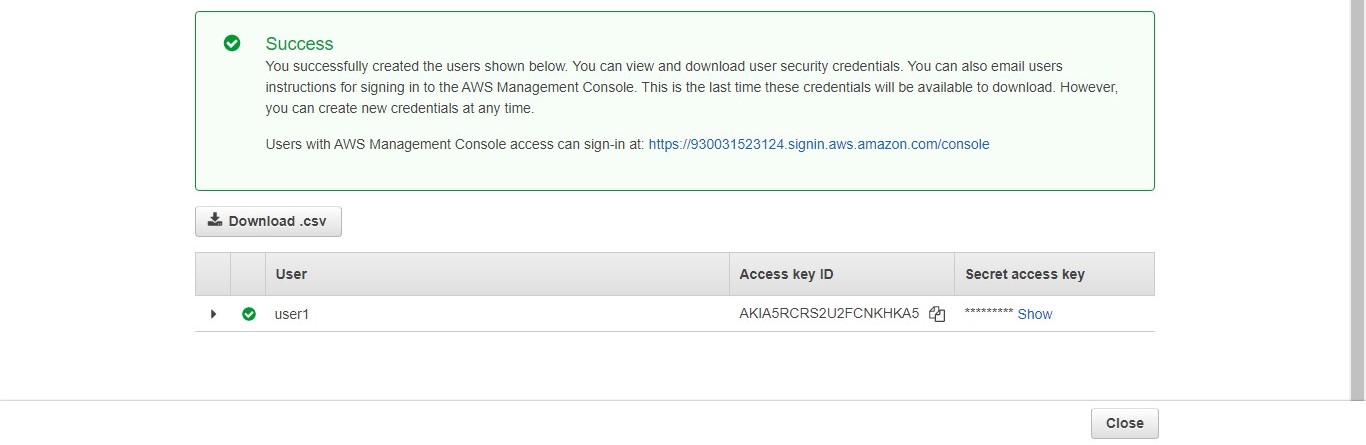 Success
You successfully created the users shown below. You can view and download user security credentials. You can also email users
instructions for signing in to the AWS Management Console. This is the last time these credentials will be available to download. However,
you can create new credentials at any time.
Users with AWS Management Console access can sign-in at: https://930031523124.signin.aws.amazon.com/console
Download .csv
User Access key ID Secret access key
user1 AKIA5RCRS2U2FCNKHKA5 ********* Show
Close